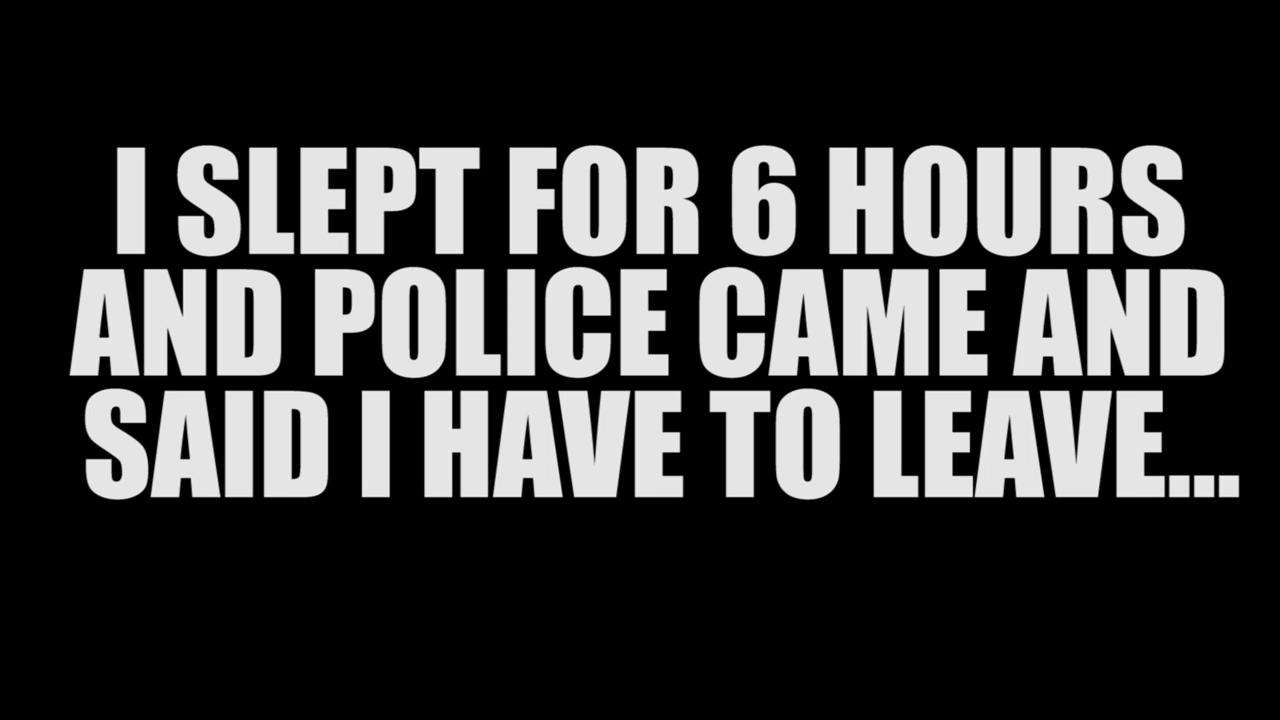 I SLEPT FOR 6 HOURS
AND POLICE CAME AND
SAID I HAVE TO LEAVE...